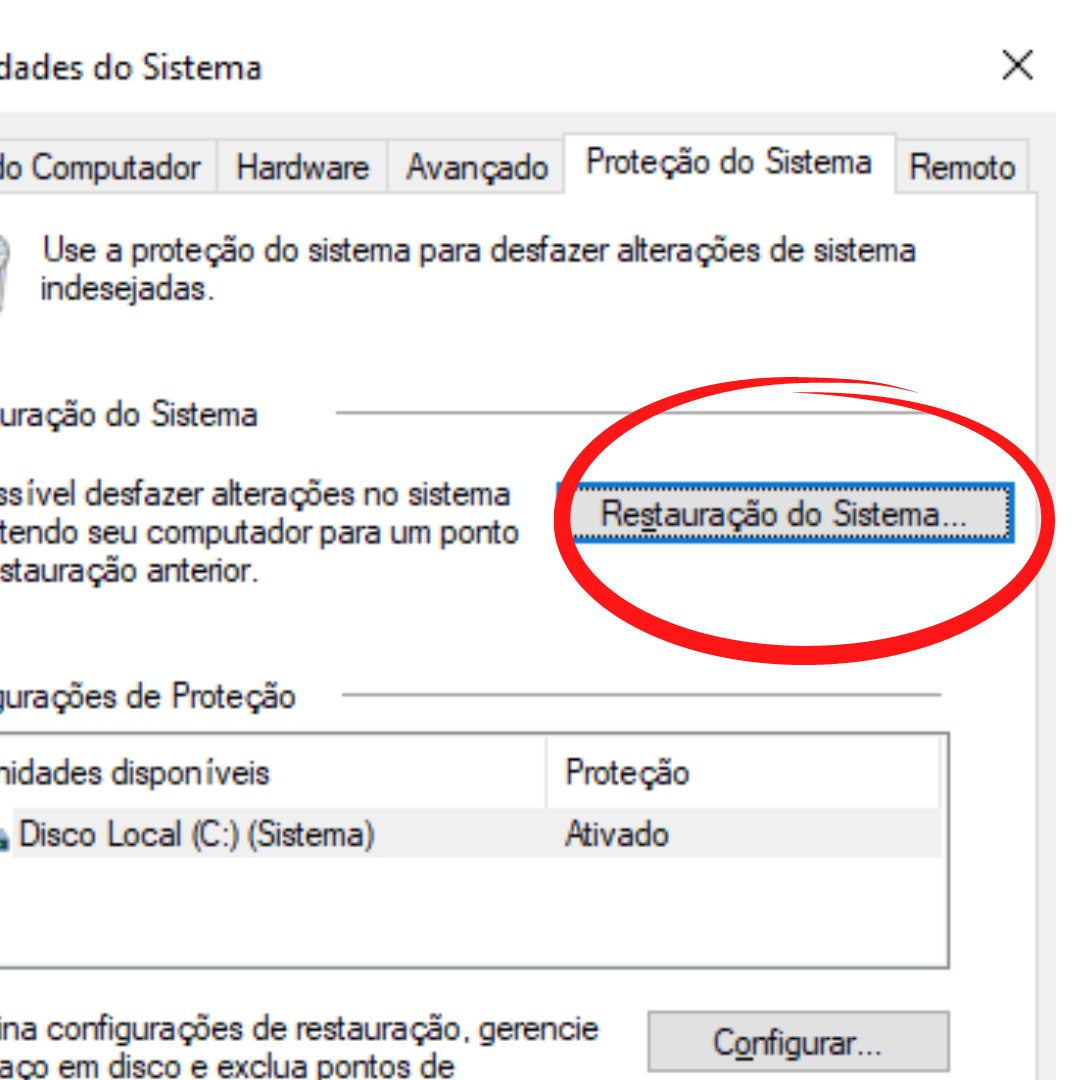 dades do Sistema
do Computador Hardware Avançado Proteção do Sistema Remoto
Use a proteção do sistema para desfazer alterações de sistema
indesejadas.
uração do Sistema
ssível desfazer alterações no sistema
tendo seu computador para um ponto
stauração anterior.
Restauração do Sistema...
gurações de Proteção
nidades disponíveis Proteção
Disco Local (C:) (Sistema) Ativado
ina configurações de restauração, gerencie
aço em disco e exclua pontos de
Configurar...